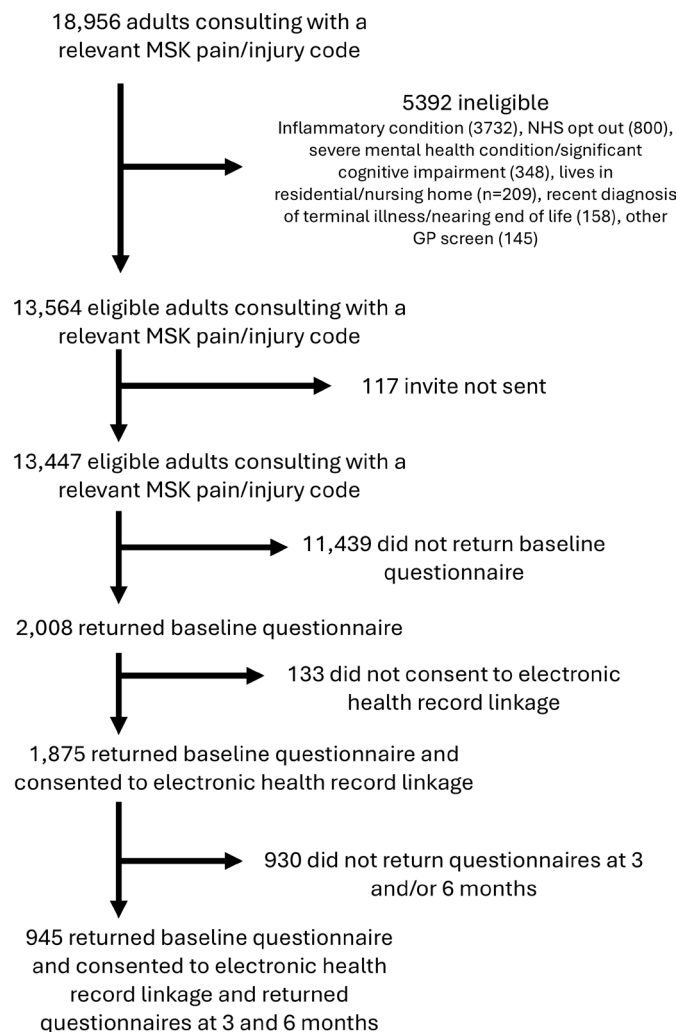 18,956 adults consulting with a
relevant MSK pain/injury code
5392 ineligible
Inflammatory condition (3732), NHS opt out (800),
severe mental health condition/significant
cognitive impairment (348), lives in
residential/nursing home (n=209), recent diagnosis
of terminal illness/nearing end of life (158), other
GP screen (145)
13,564 eligible adults consulting with a
relevant MSK pain/injury code
117 invite not sent
13,447 eligible adults consulting with a
relevant MSK pain/injury code
11,439 did not return baseline
questionnaire
2,008 returned baseline questionnaire
133 did not consent to electronic
health record linkage
1,875 returned baseline questionnaire and
consented to electronic health record linkage
930 did not return questionnaires at 3
and/or 6 months
945 returned baseline questionnaire
and consented to electronic health
record linkage and returned
questionnaires at 3 and 6 months